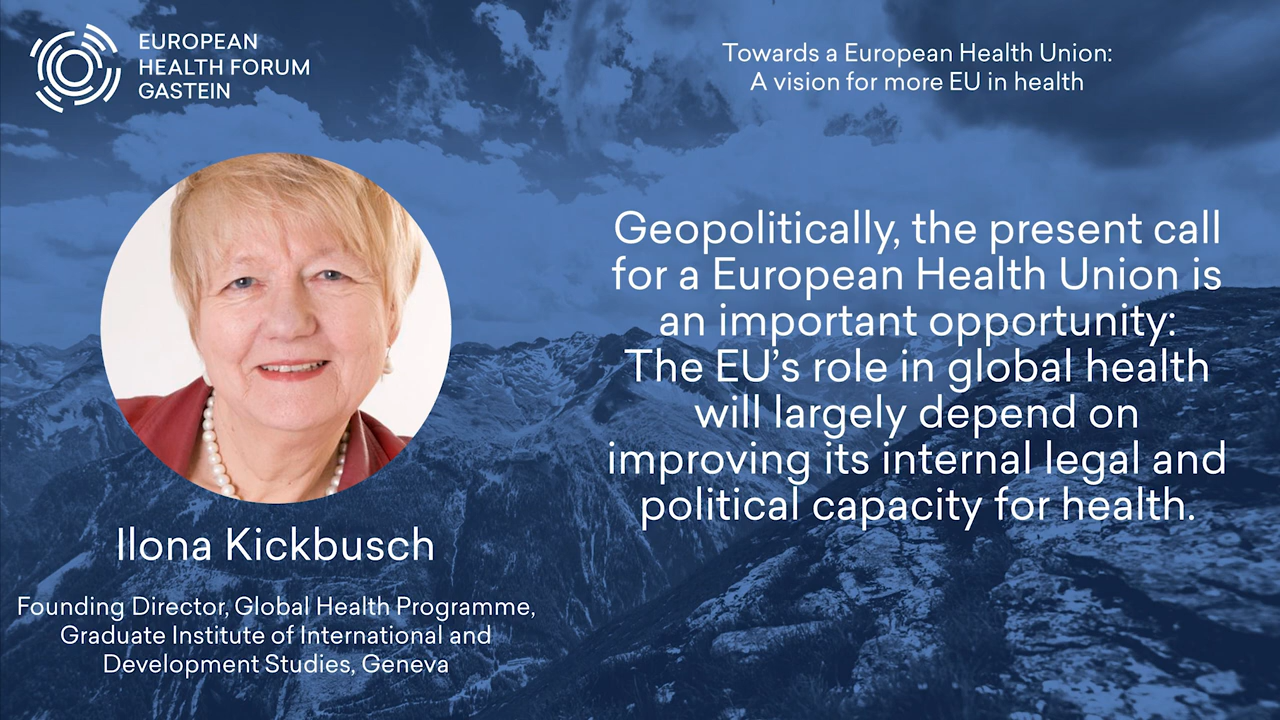 EUROPEAN
HEALTH FORUM
GASTEIN
Towards a European Health Union:
A vision for more EU in health
Geopolitically, the present call
for a European Health Union is
an important opportunity:
The EU’s role in global health
will largely depend on
improving its internal legal and
political capacity for health.
Ilona Kickbusch
Founding Director, Global Health Programme,
Graduate Institute of International and
Development Studies, Geneva